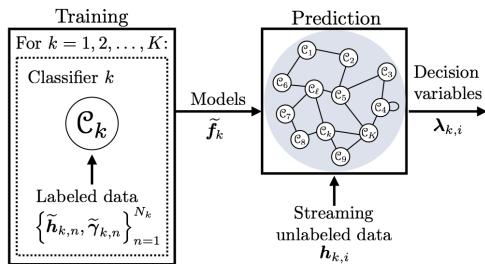 Training
For k = 1, 2, . . . , K:
Classifier k
𝒞_k
Labeled data
{h̃_{k,n}, γ̃_{k,n}}_{n=1}^{N_k}
Models
f̃_k
Prediction
𝒞_1
𝒞_2
𝒞_3
𝒞_6
𝒞_ℓ
𝒞_5
𝒞_4
𝒞_7
𝒞_8
𝒞_k
𝒞_K
𝒞_9
Streaming
unlabeled data
h_{k,i}
Decision
variables
λ_{k,i}